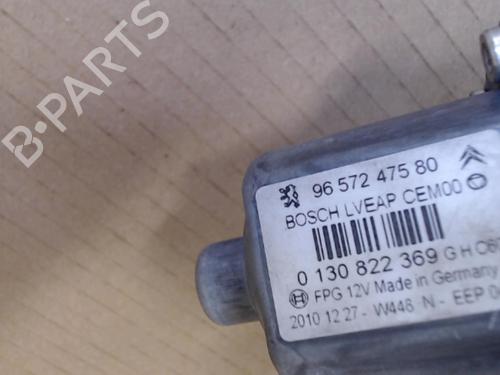 B-PARTS
96 572 475 80
BOSCH LVEAP CEM00
0 130 822 369 G H
FPG 12V Made in Germany
2010 12 27 - W448 N - EEP